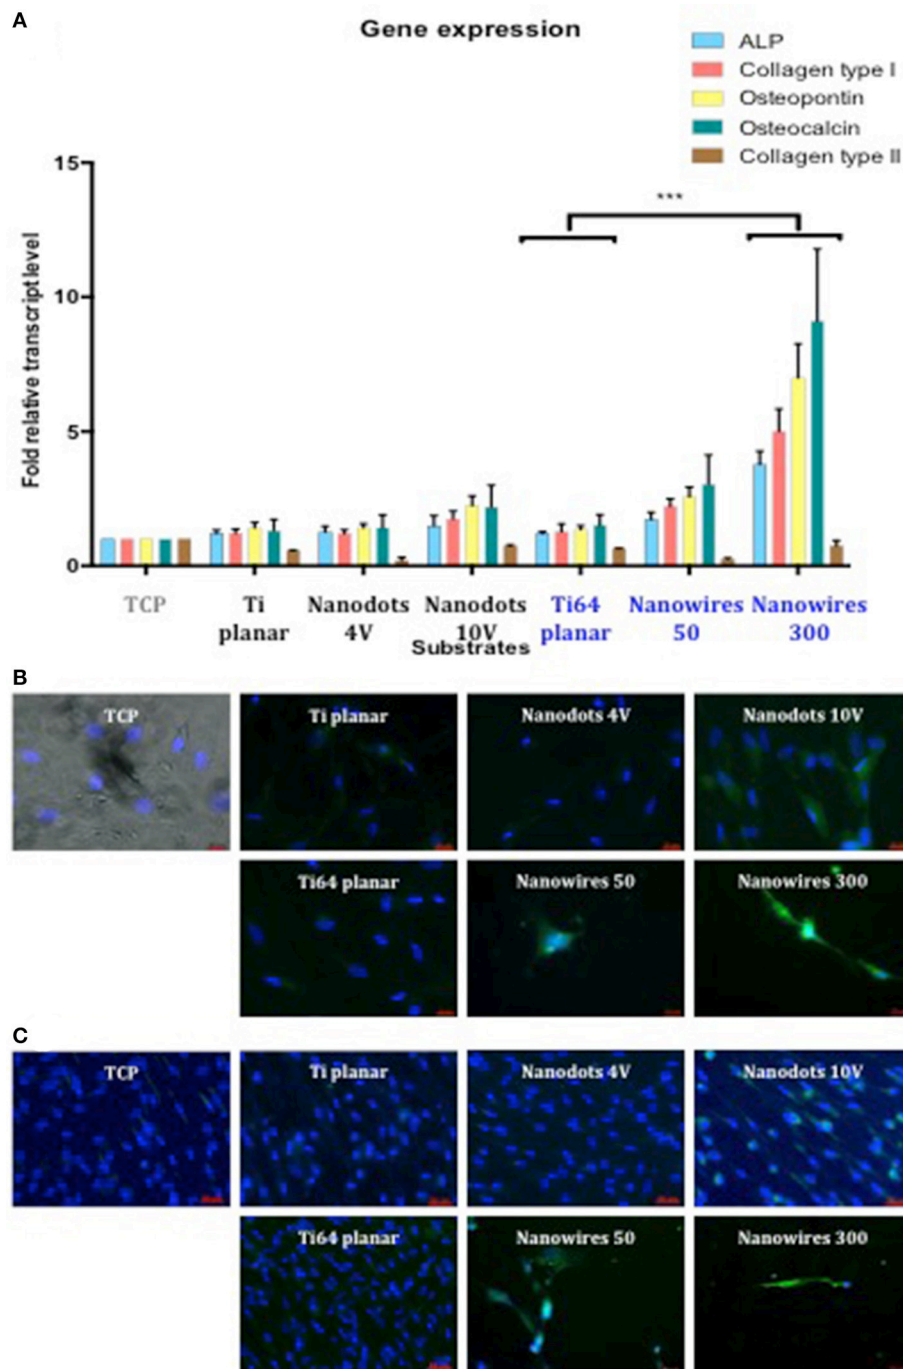 A
Gene expression
ALP
Collagen type I
Osteopontin
Osteocalcin
Collagen type II
Fold relative transcript level
15
10
5
0
***
TCP
Ti planar
Nanodots 4V
Nanodots 10V
Ti64 planar
Nanowires 50
Nanowires 300
Substrates
B
TCP
Ti planar
Nanodots 4V
Nanodots 10V
Ti64 planar
Nanowires 50
Nanowires 300
C
TCP
Ti planar
Nanodots 4V
Nanodots 10V
Ti64 planar
Nanowires 50
Nanowires 300